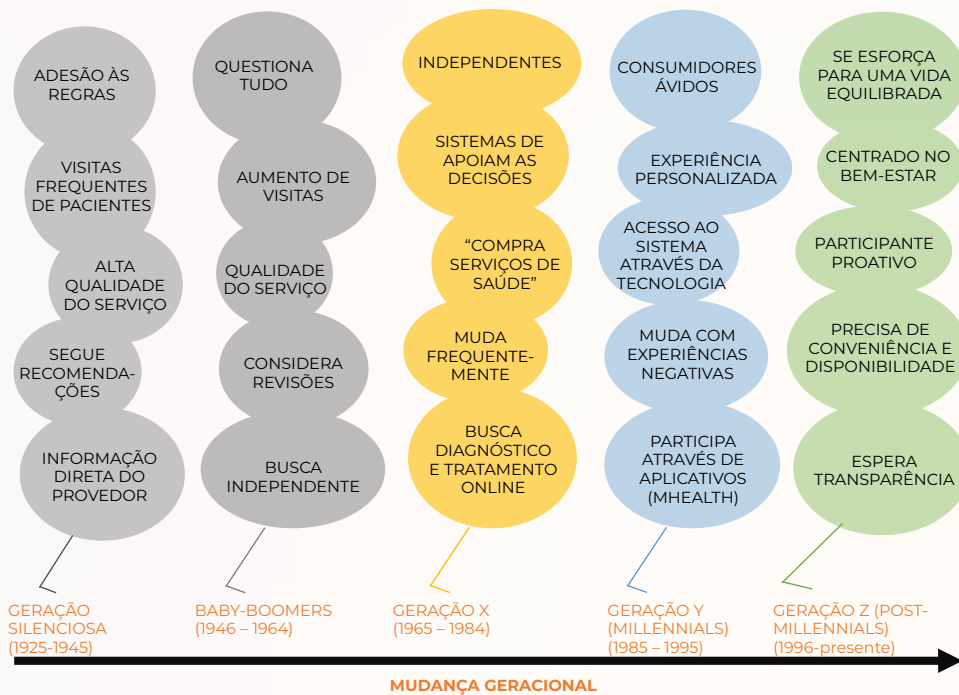 ADESÃO ÀS
REGRAS
VISITAS
FREQUENTES
DE PACIENTES
ALTA
QUALIDADE
DO SERVIÇO
SEGUE
RECOMENDA-
ÇÕES
INFORMAÇÃO
DIRETA DO
PROVEDOR
GERAÇÃO
SILENCIOSA
(1925-1945)
QUESTIONA
TUDO
AUMENTO DE
VISITAS
QUALIDADE
DO SERVIÇO
CONSIDERA
REVISÕES
BUSCA
INDEPENDENTE
BABY-BOOMERS
(1946 – 1964)
INDEPENDENTES
SISTEMAS DE
APOIAM AS
DECISÕES
“COMPRA
SERVIÇOS DE
SAÚDE”
MUDA
FREQUENTE-
MENTE
BUSCA
DIAGNÓSTICO
E TRATAMENTO
ONLINE
GERAÇÃO X
(1965 – 1984)
CONSUMIDORES
ÁVIDOS
EXPERIÊNCIA
PERSONALIZADA
ACESSO AO
SISTEMA
ATRAVÉS DA
TECNOLOGIA
MUDA COM
EXPERIÊNCIAS
NEGATIVAS
PARTICIPA
ATRAVÉS DE
APLICATIVOS
(MHEALTH)
GERAÇÃO Y
(MILLENNIALS)
(1985 – 1995)
SE ESFORÇA
PARA UMA VIDA
EQUILIBRADA
CENTRADO NO
BEM-ESTAR
PARTICIPANTE
PROATIVO
PRECISA DE
CONVENIÊNCIA E
DISPONIBILIDADE
ESPERA
TRANSPARÊNCIA
GERAÇÃO Z (POST-
MILLENNIALS)
(1996-presente)
MUDANÇA GERACIONAL